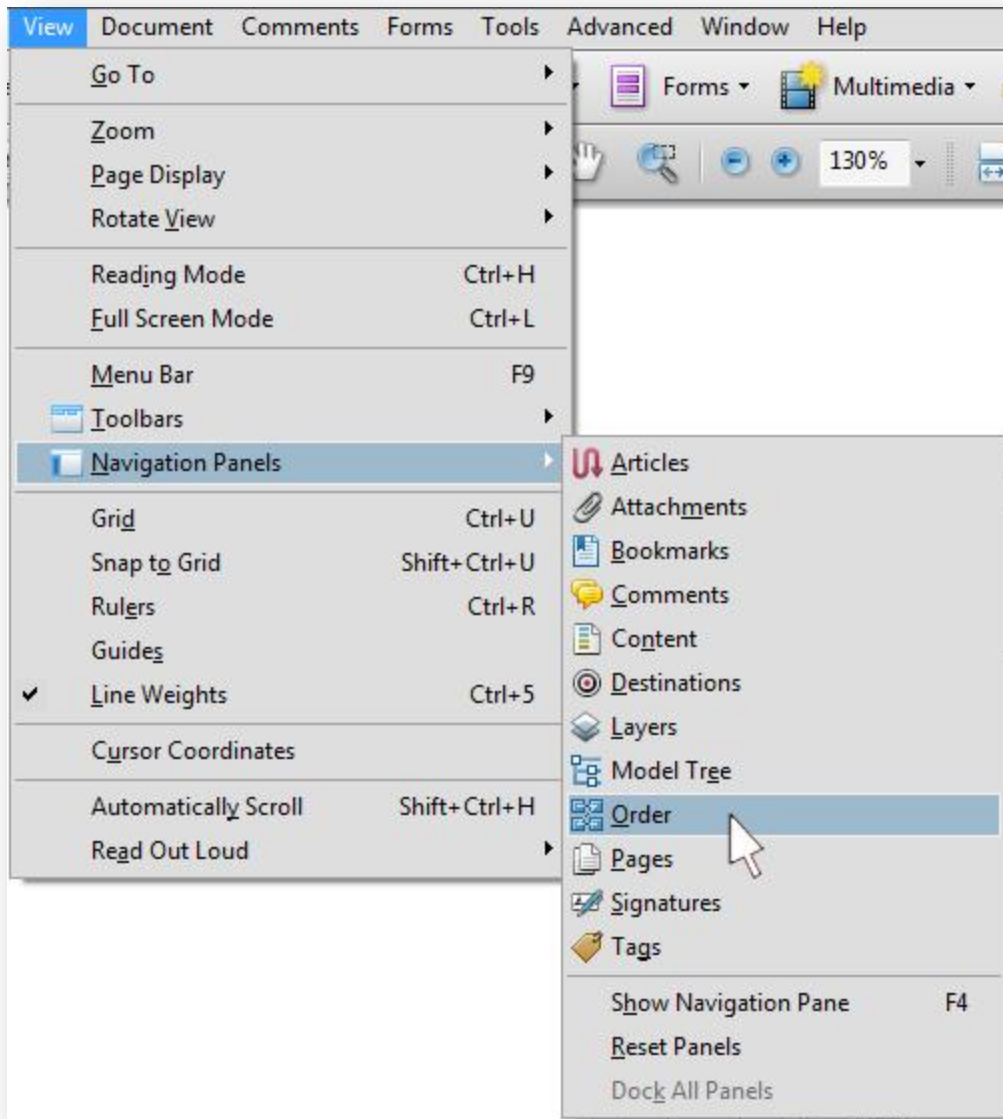 View Document Comments Forms Tools Advanced Window Help
Forms Multimedia
130%
Go To
Zoom
Page Display
Rotate View
Reading Mode Ctrl+H
Full Screen Mode Ctrl+L
Menu Bar F9
Toolbars
Navigation Panels
Grid Ctrl+U
Snap to Grid Shift+Ctrl+U
Rulers Ctrl+R
Guides
Line Weights Ctrl+5
Cursor Coordinates
Automatically Scroll Shift+Ctrl+H
Read Out Loud
Articles
Attachments
Bookmarks
Comments
Content
Destinations
Layers
Model Tree
Order
Pages
Signatures
Tags
Show Navigation Pane F4
Reset Panels
Dock All Panels